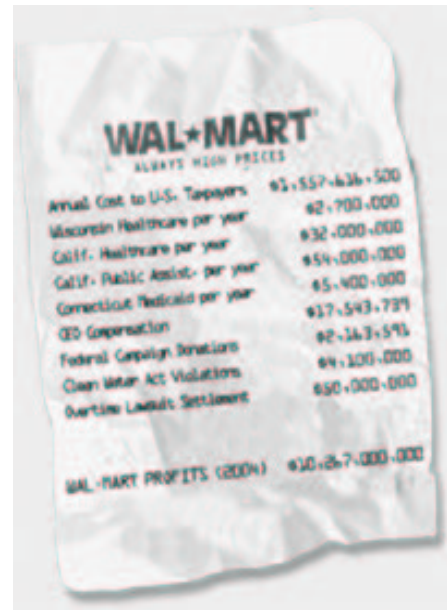 WAL★MART
ALWAYS HIGH PRICES
Annual Cost to U.S. Taxpayers $1,557,636,500
Wisconsin Healthcare per year $2,700,000
Calif. Healthcare per year $32,000,000
Calif. Public Assist. per year $54,000,000
Connecticut Medicaid per year $5,400,000
CEO Compensation $17,543,739
Federal Campaign Donations $2,163,591
Clean Water Act Violations $4,100,000
Overtime Lawsuit Settlement $50,000,000
WAL-MART PROFITS (2004) $10,267,000,000